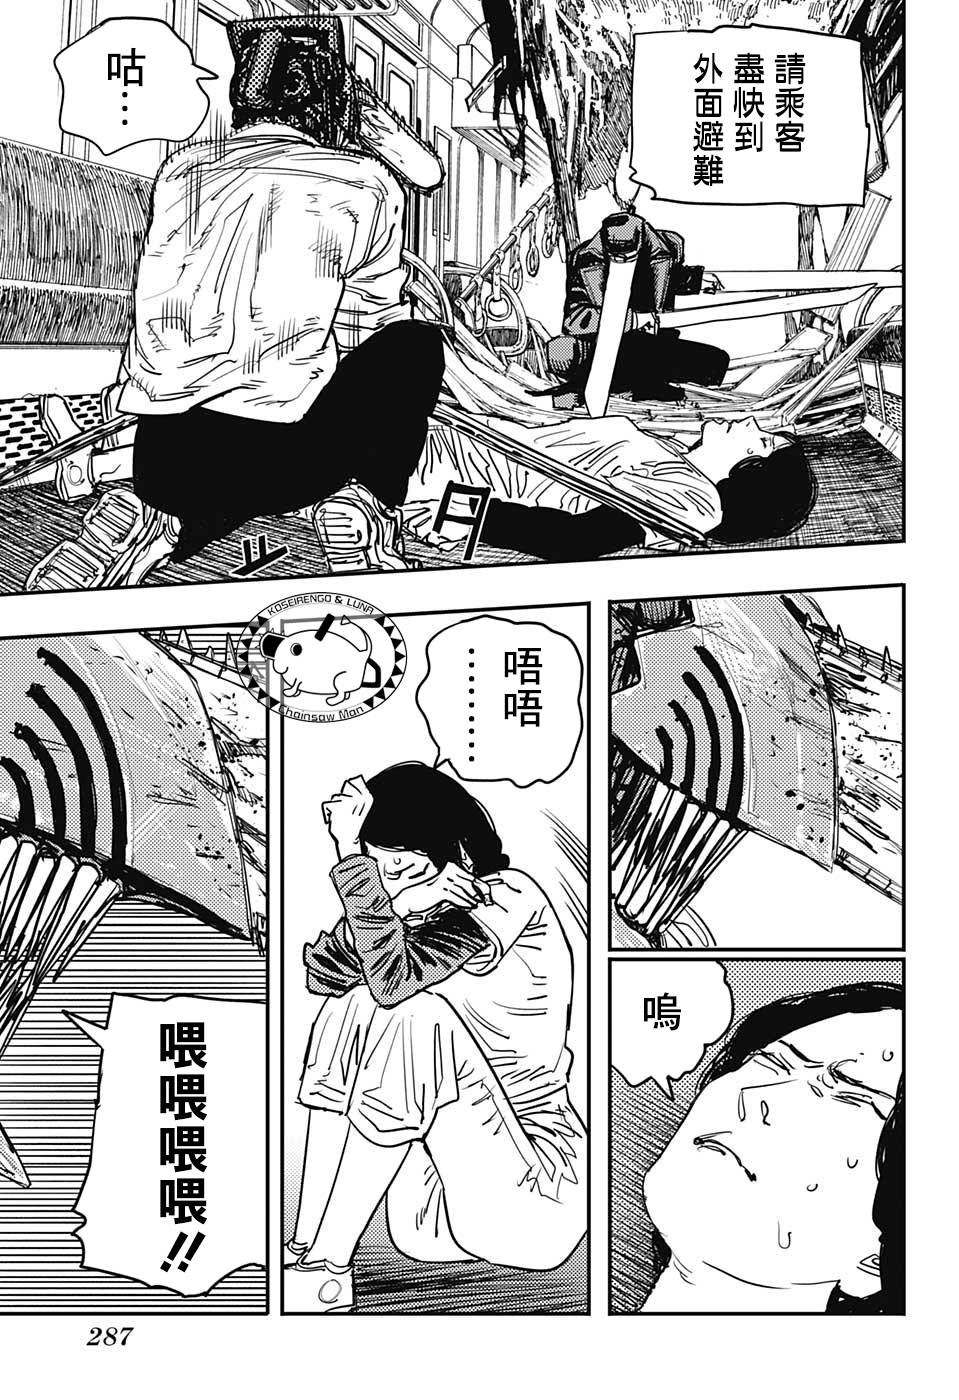 請乘客
盡快到
外面避難
咕……
嗚
唔唔………
喂喂喂喂!!
KOSEIRENGO & LUNA
Chainsaw Man
287